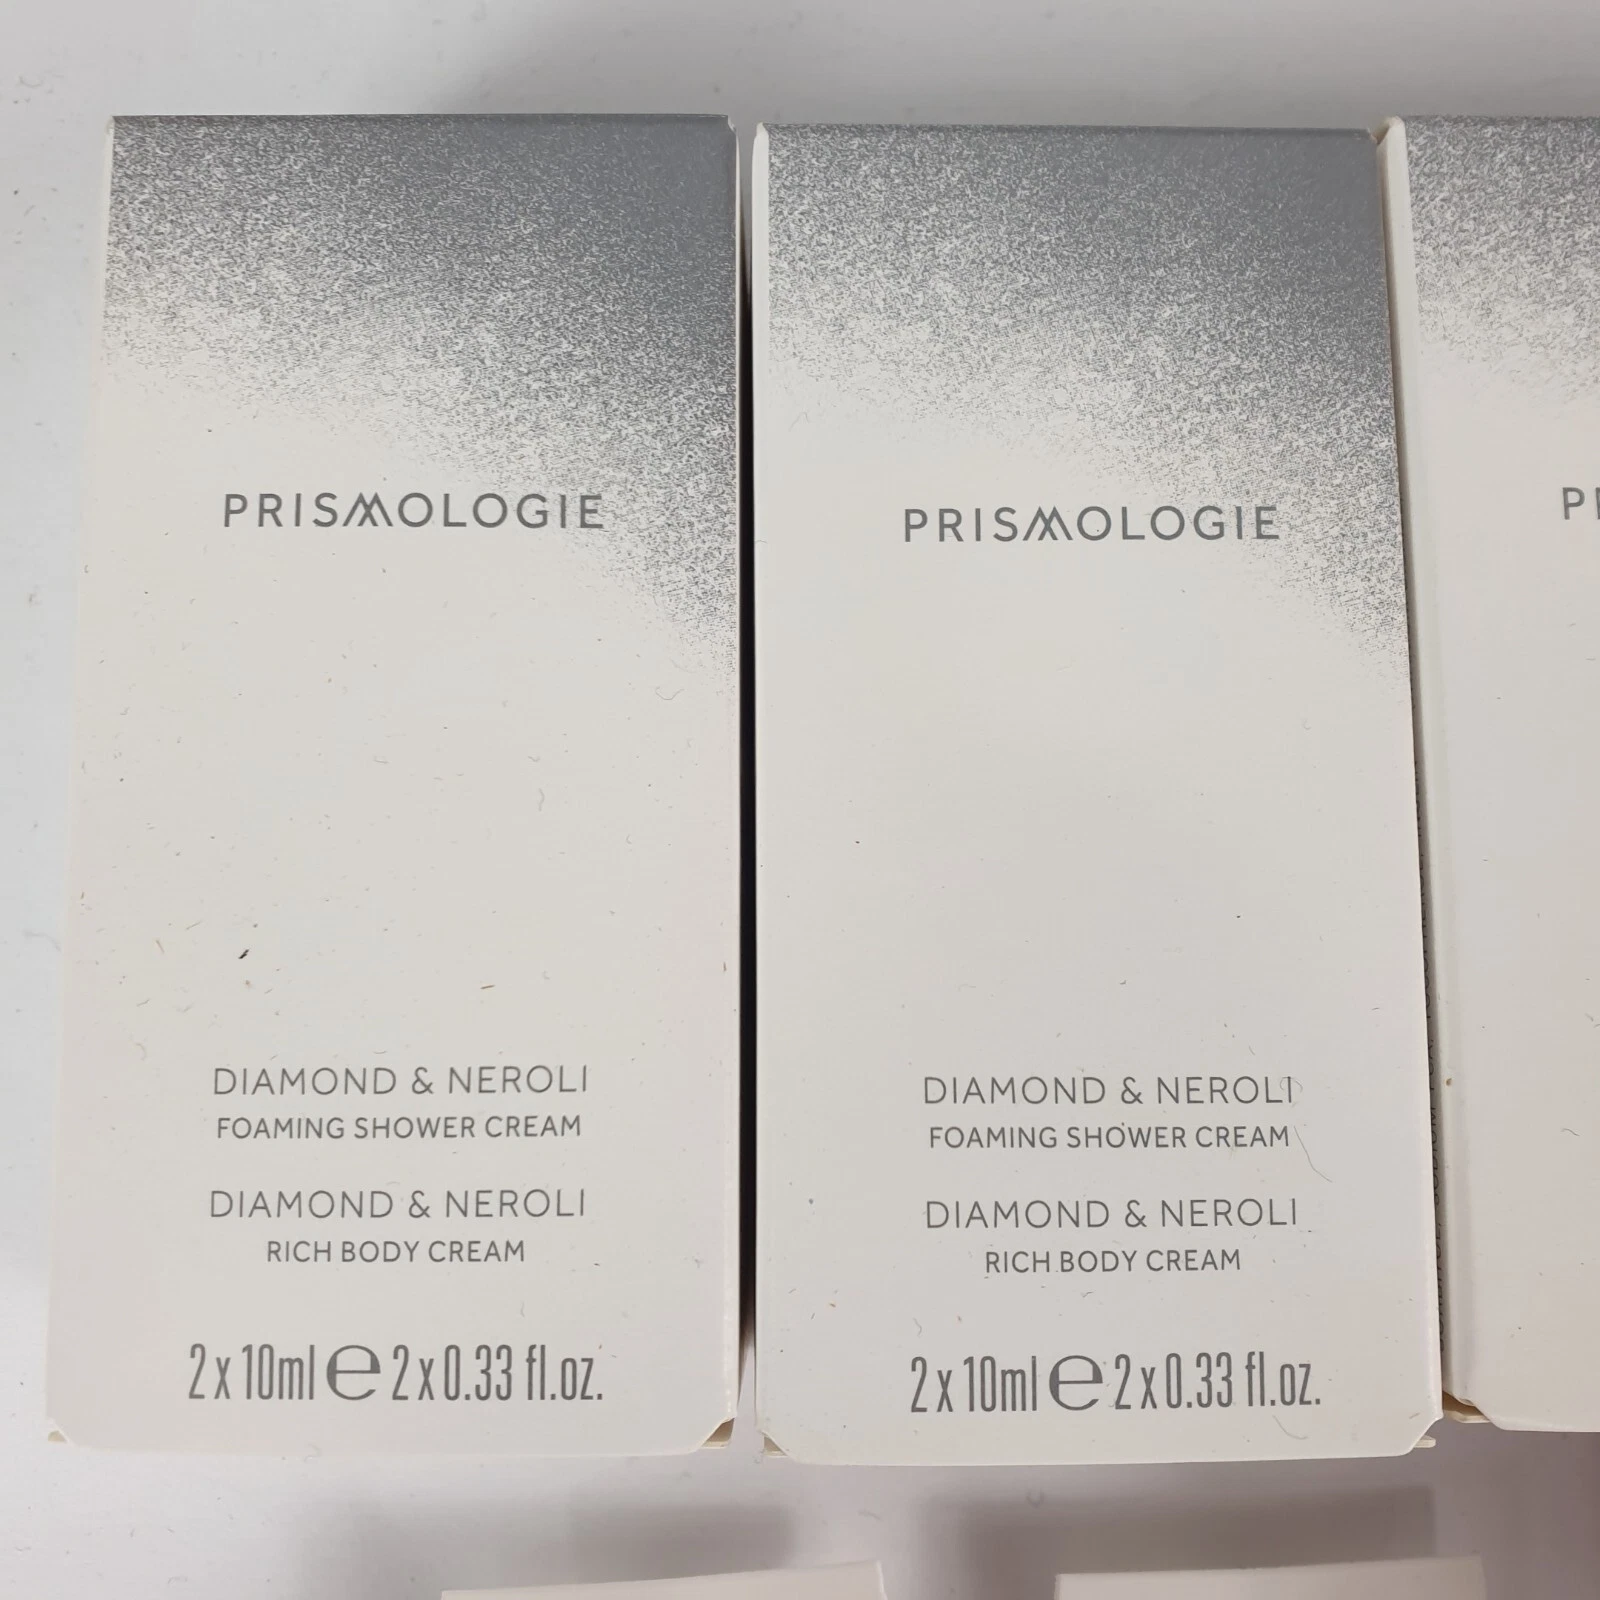 PRISMOLOGIE
DIAMOND & NEROLI
FOAMING SHOWER CREAM
DIAMOND & NEROLI
RICH BODY CREAM
2 x 10ml e 2 x 0.33 fl.oz.
PRISMOLOGIE
DIAMOND & NEROLI
FOAMING SHOWER CREAM
DIAMOND & NEROLI
RICH BODY CREAM
2 x 10ml e 2 x 0.33 fl.oz.